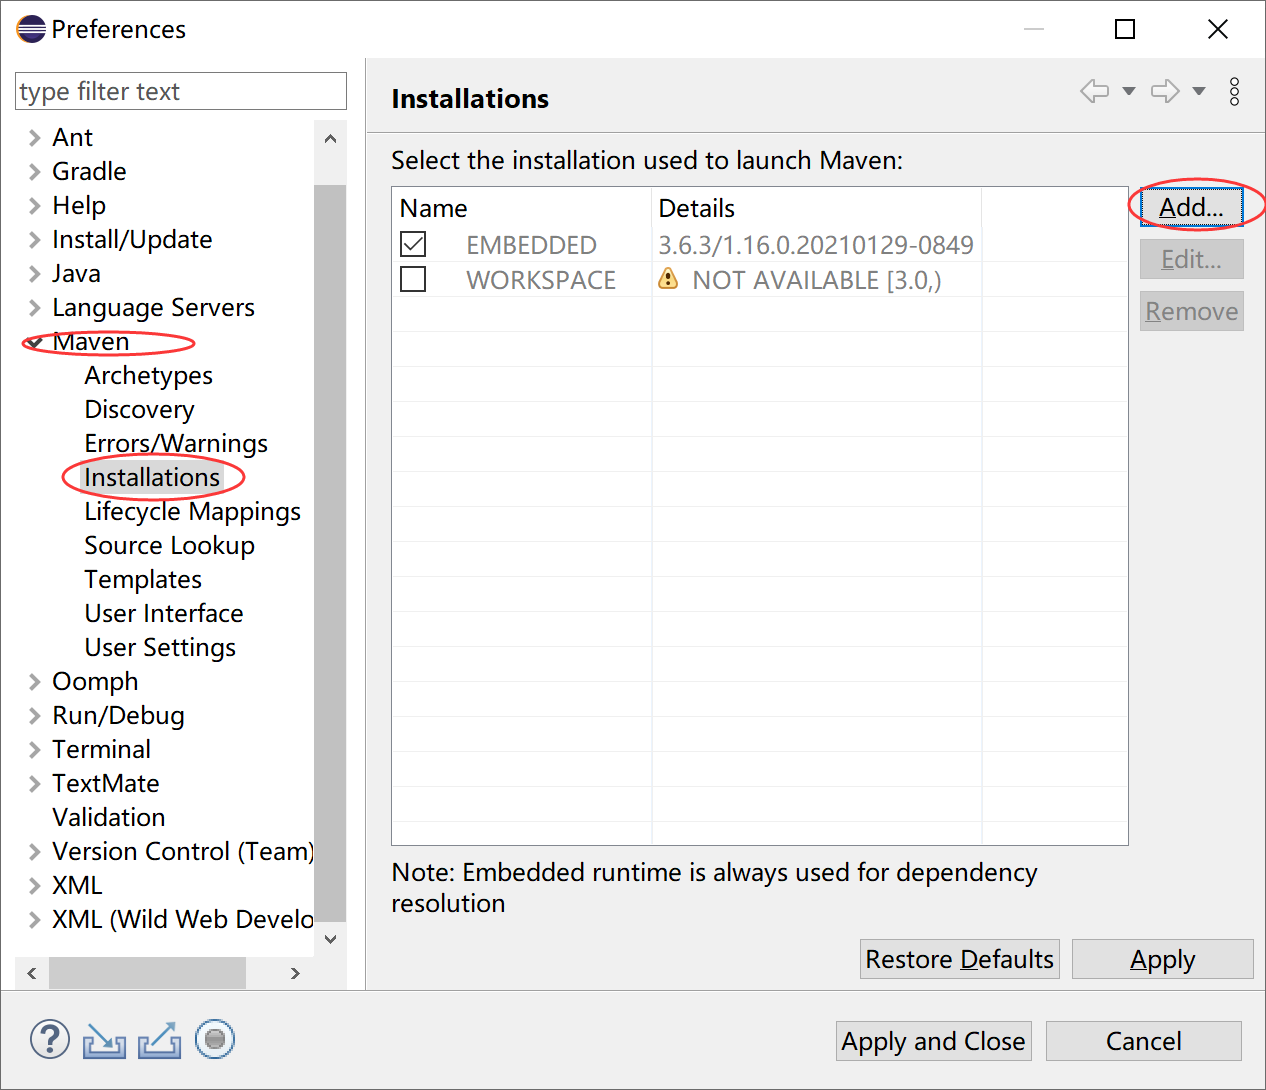 Preferences
type filter text
Ant
Gradle
Help
Install/Update
Java
Language Servers
Maven
Archetypes
Discovery
Errors/Warnings
Installations
Lifecycle Mappings
Source Lookup
Templates
User Interface
User Settings
Oomph
Run/Debug
Terminal
TextMate
Validation
Version Control (Team)
XML
XML (Wild Web Develo
Installations
Select the installation used to launch Maven:
Name Details
EMBEDDED 3.6.3/1.16.0.20210129-0849
WORKSPACE NOT AVAILABLE [3.0,)
Add...
Edit...
Remove
Note: Embedded runtime is always used for dependency
resolution
Restore Defaults Apply
Apply and Close Cancel